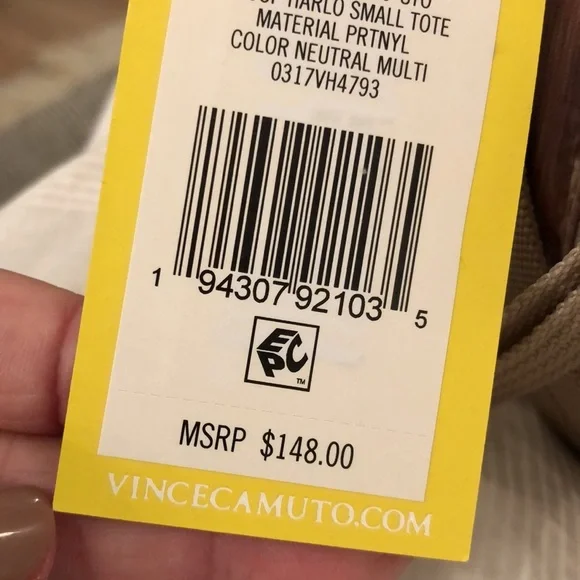 HARLO SMALL TOTE
MATERIAL PRTNYL
COLOR NEUTRAL MULTI
0317VH4793
1 94307 92103 5
EPC
TM
MSRP $148.00
VINCECAMUTO.COM